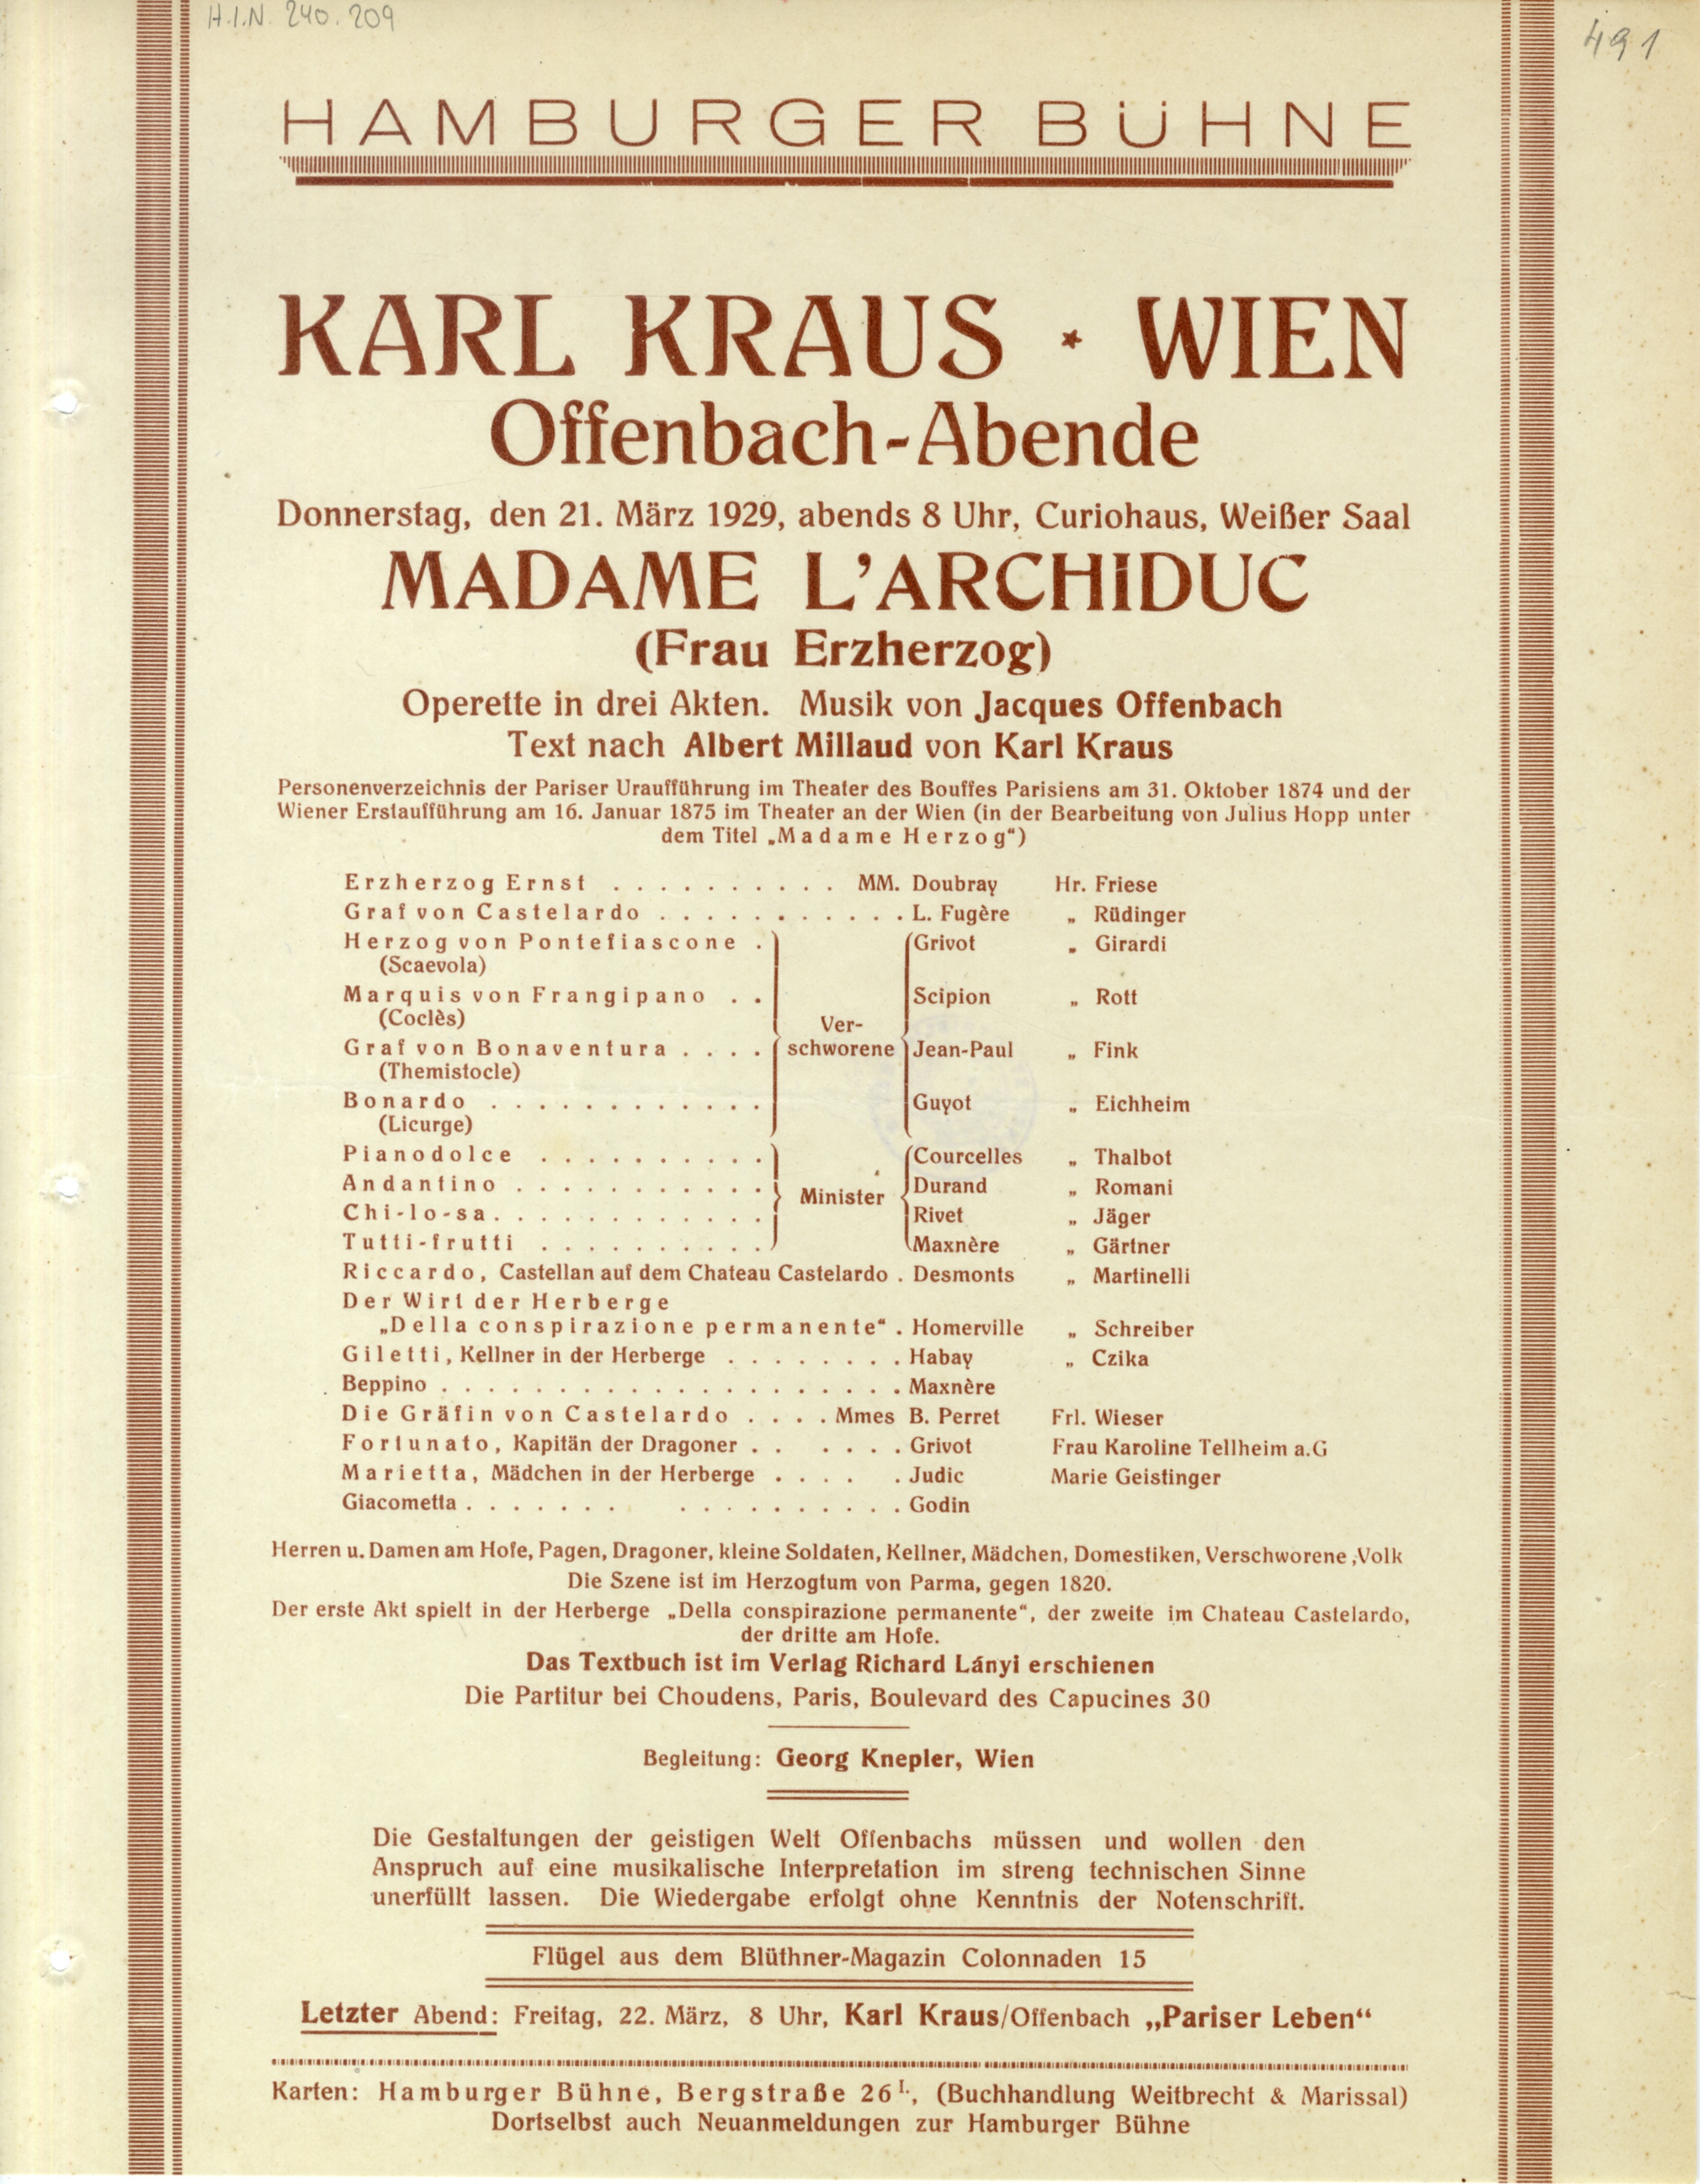 H.I.N. 240.209
491
HAMBURGER BÜHNE
KARL KRAUS * WIEN
Offenbach-Abende
Donnerstag, den 21. März 1929, abends 8 Uhr, Curiohaus, Weißer Saal
MADAME L'ARCHIDUC
(Frau Erzherzog)
Operette in drei Akten. Musik von Jacques Offenbach
Text nach Albert Millaud von Karl Kraus
Personenverzeichnis der Pariser Uraufführung im Theater des Bouffes Parisiens am 31. Oktober 1874 und der
Wiener Erstaufführung am 16. Januar 1875 im Theater an der Wien (in der Bearbeitung von Julius Hopp unter
dem Titel „Madame Herzog“)
Erzherzog Ernst . . . . . . . . . . MM. Doubray Hr. Friese
Graf von Castelardo . . . . . . . . . . . L. Fugère „ Rüdinger
Herzog von Pontefiascone . Grivot „ Girardi
(Scaevola)
Marquis von Frangipano . . Scipion „ Rott
(Coclès)
Ver-
Graf von Bonaventura . . . . schworene Jean-Paul „ Fink
(Themistocle)
Bonardo . . . . . . . . . . . . Guyot „ Eichheim
(Licurge)
Pianodolce . . . . . . . . . . Courcelles „ Thalbot
Andantino . . . . . . . . . . . Durand „ Romani
Minister
Chi-lo-sa . . . . . . . . . . . . Rivet „ Jäger
Tutti-frutti . . . . . . . . . . Maxnère „ Gärtner
Riccardo, Castellan auf dem Chateau Castelardo . Desmonts „ Martinelli
Der Wirt der Herberge
„Della conspirazione permanente“ . Homerville „ Schreiber
Giletti, Kellner in der Herberge . . . . . . . . Habay „ Czika
Beppino . . . . . . . . . . . . . . . . . . . . Maxnère
Die Gräfin von Castelardo . . . . Mmes B. Perret Frl. Wieser
Fortunato, Kapitän der Dragoner . . . . . . Grivot Frau Karoline Tellheim a.G
Marietta, Mädchen in der Herberge . . . . . Judic Marie Geistinger
Giacometta . . . . . . . . . . . . . . . . . Godin
Herren u. Damen am Hofe, Pagen, Dragoner, kleine Soldaten, Kellner, Mädchen, Domestiken, Verschworene ,Volk
Die Szene ist im Herzogtum von Parma, gegen 1820.
Der erste Akt spielt in der Herberge „Della conspirazione permanente“, der zweite im Chateau Castelardo,
der dritte am Hofe.
Das Textbuch ist im Verlag Richard Lányi erschienen
Die Partitur bei Choudens, Paris, Boulevard des Capucines 30
Begleitung: Georg Knepler, Wien
Die Gestaltungen der geistigen Welt Offenbachs müssen und wollen den
Anspruch auf eine musikalische Interpretation im streng technischen Sinne
unerfüllt lassen. Die Wiedergabe erfolgt ohne Kenntnis der Notenschrift.
Flügel aus dem Blüthner-Magazin Colonnaden 15
Letzter Abend: Freitag, 22. März, 8 Uhr, Karl Kraus/Offenbach „Pariser Leben“
Karten: Hamburger Bühne, Bergstraße 26 I., (Buchhandlung Weitbrecht & Marissal)
Dortselbst auch Neuanmeldungen zur Hamburger Bühne